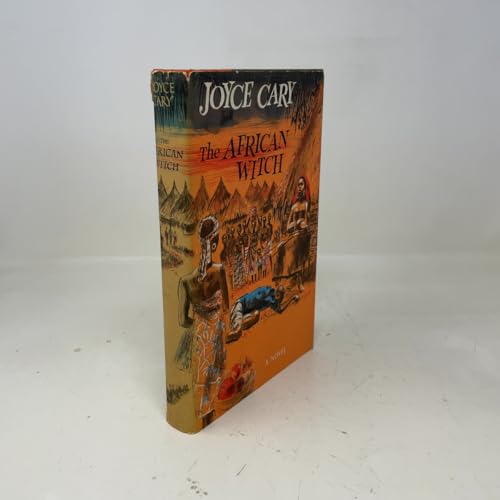 JOYCE
CARY
THE
AFRICAN
WITCH
JOYCE CARY
The AFRICAN
WITCH
A NOVEL